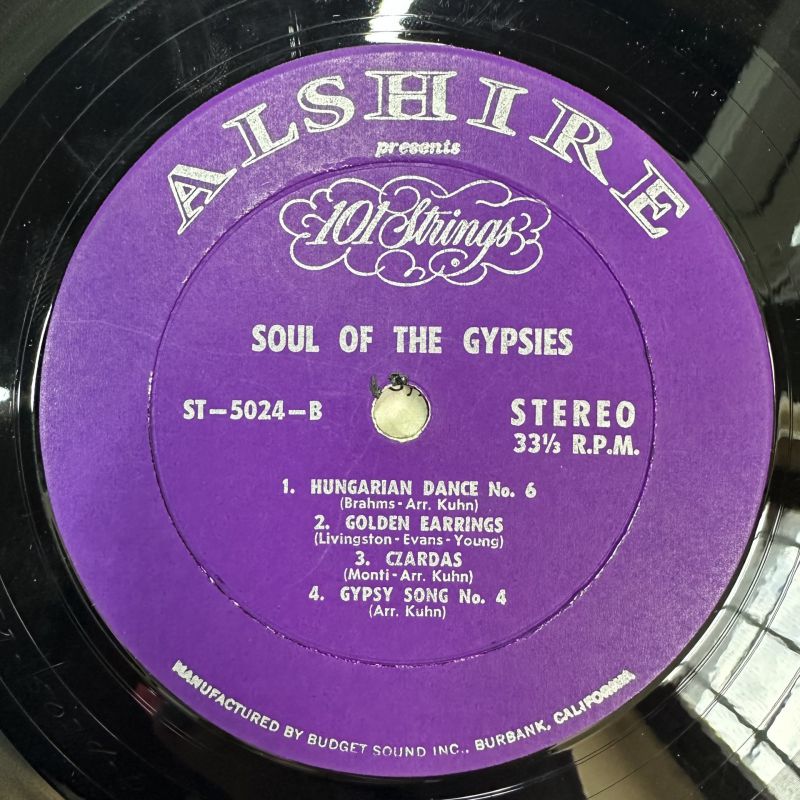 ALSHIRE
presents
101 Strings
®
SOUL OF THE GYPSIES
ST-5024-B
STEREO
33⅓ R.P.M.
1. HUNGARIAN DANCE No. 6
(Brahms-Arr. Kuhn)
2. GOLDEN EARRINGS
(Livingston-Evans-Young)
3. CZARDAS
(Monti-Arr. Kuhn)
4. GYPSY SONG No. 4
(Arr. Kuhn)
MANUFACTURED BY BUDGET SOUND INC., BURBANK, CALIFORNIA